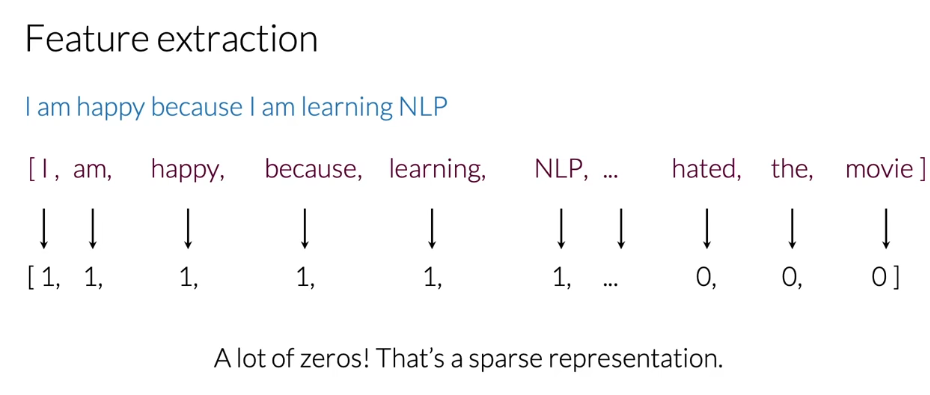 Feature extraction
I am happy because I am learning NLP
[ I , am, happy, because, learning, NLP, ... hated, the, movie ]
[ 1, 1, 1, 1, 1, 1, ... 0, 0, 0 ]
A lot of zeros! That's a sparse representation.